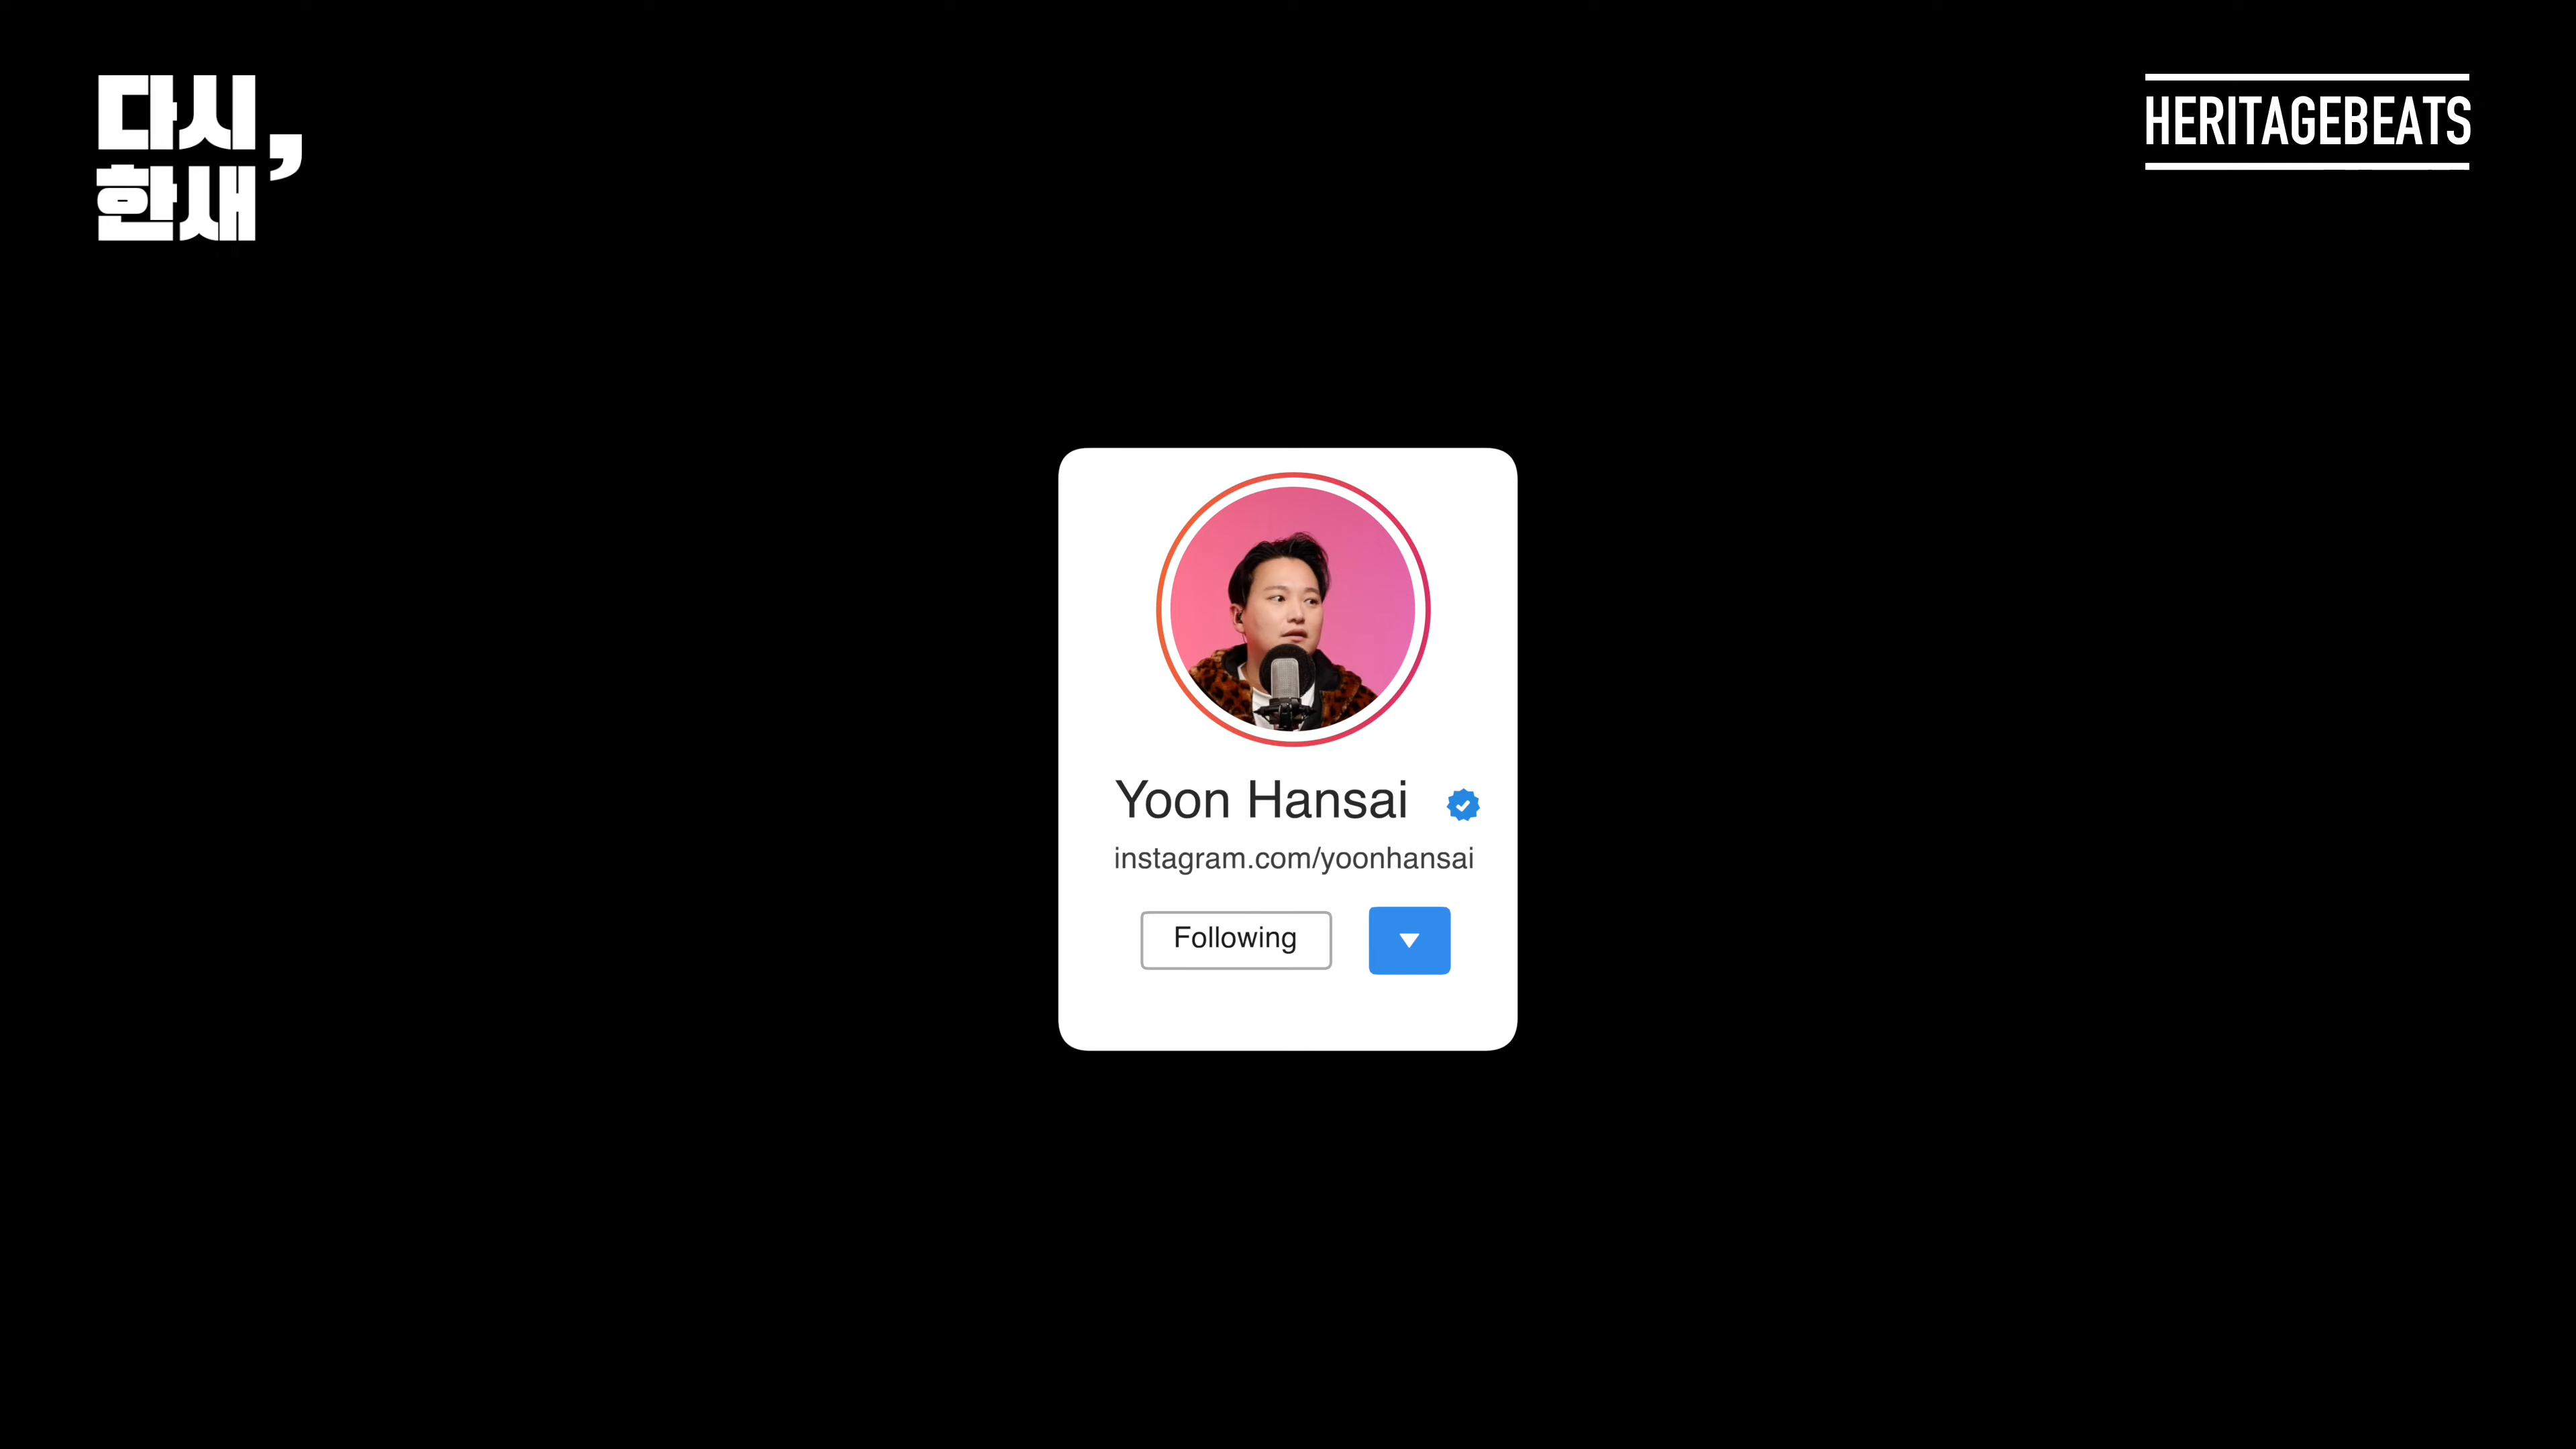 다시,
한새
HERITAGEBEATS
Yoon Hansai
instagram.com/yoonhansai
Following